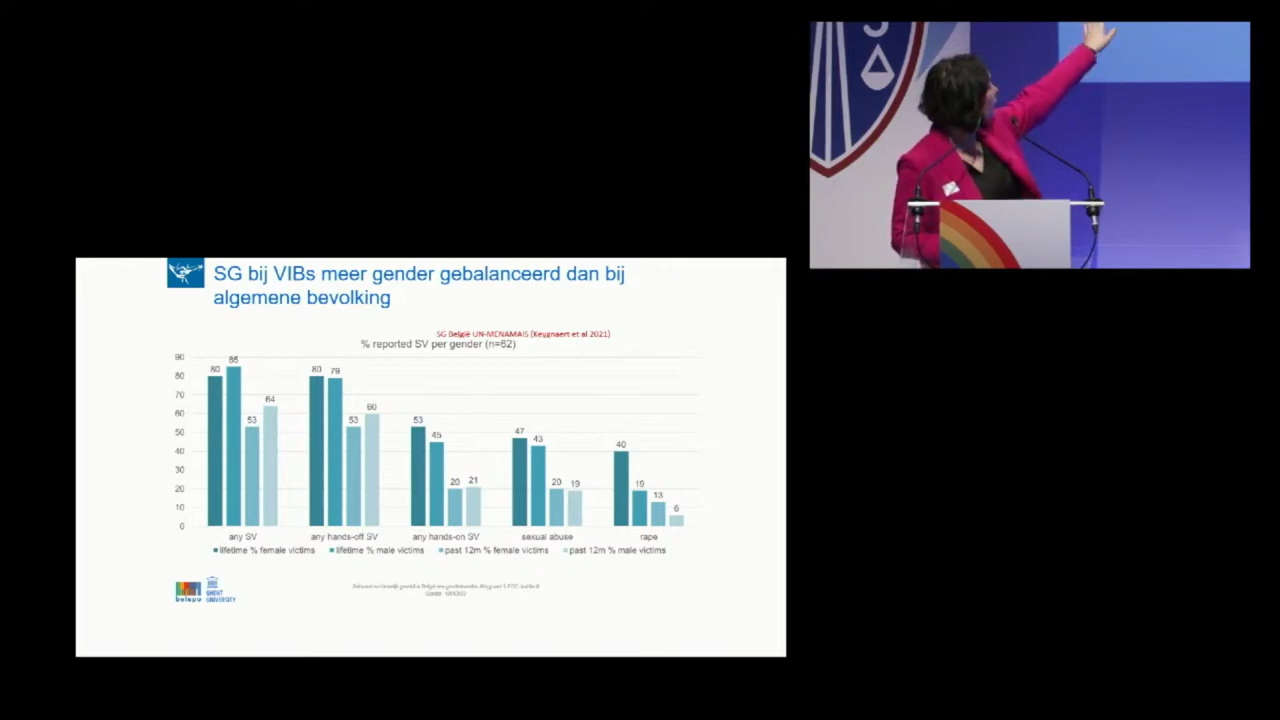 SG bij VIBs meer gender gebalanceerd dan bij
algemene bevolking
SG België UN-MENAMAIS (Keygnaert et al 2021)
% reported SV per gender (n=62)
90
80
70
60
50
40
30
20
10
0
80 85 53 64
80 79 53 60
53 45 20 21
47 43 20 19
40 19 13 6
any SV any hands-off SV any hands-on SV sexual abuse rape
lifetime % female victims lifetime % male victims past 12m % female victims past 12m % male victims
belspo
GHENT
UNIVERSITY